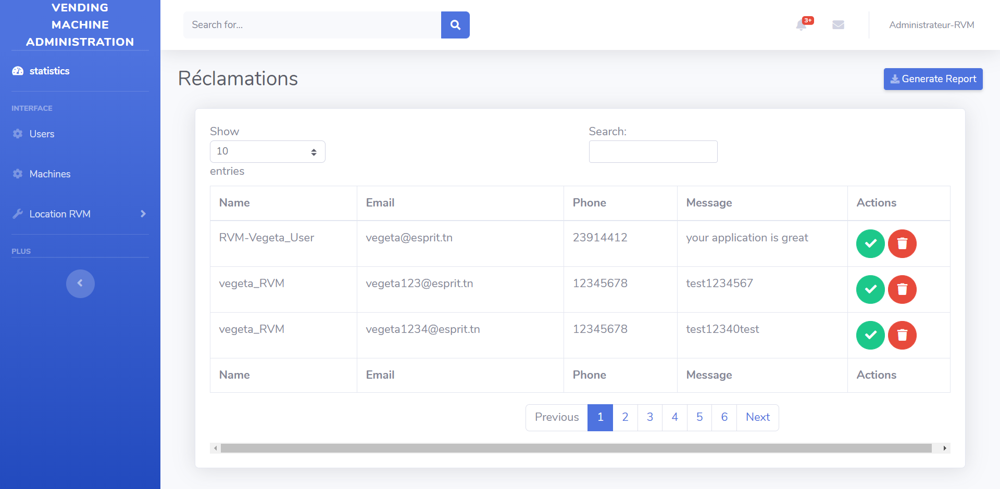 VENDING
MACHINE
ADMINISTRATION
statistics
INTERFACE
Users
Machines
Location RVM
PLUS
Search for...
3+
Administrateur-RVM
Réclamations
Generate Report
Show
10
entries
Search:
Name Email Phone Message Actions
RVM-Vegeta_User vegeta@esprit.tn 23914412 your application is great
vegeta_RVM vegeta123@esprit.tn 12345678 test1234567
vegeta_RVM vegeta1234@esprit.tn 12345678 test12340test
Name Email Phone Message Actions
Previous 1 2 3 4 5 6 Next